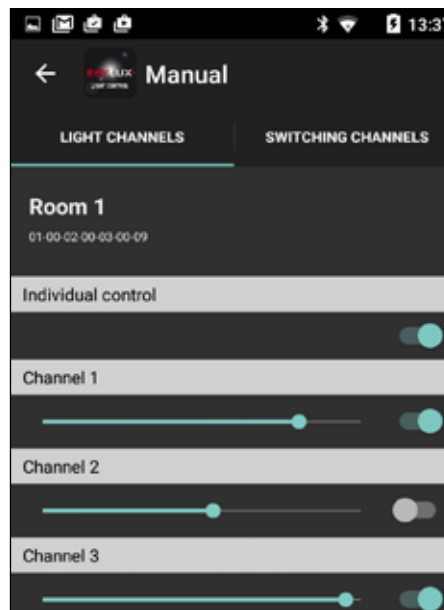 13:37
Manual
LIGHT CHANNELS
SWITCHING CHANNELS
Room 1
01-00-02-00-03-00-09
Individual control
Channel 1
Channel 2
Channel 3